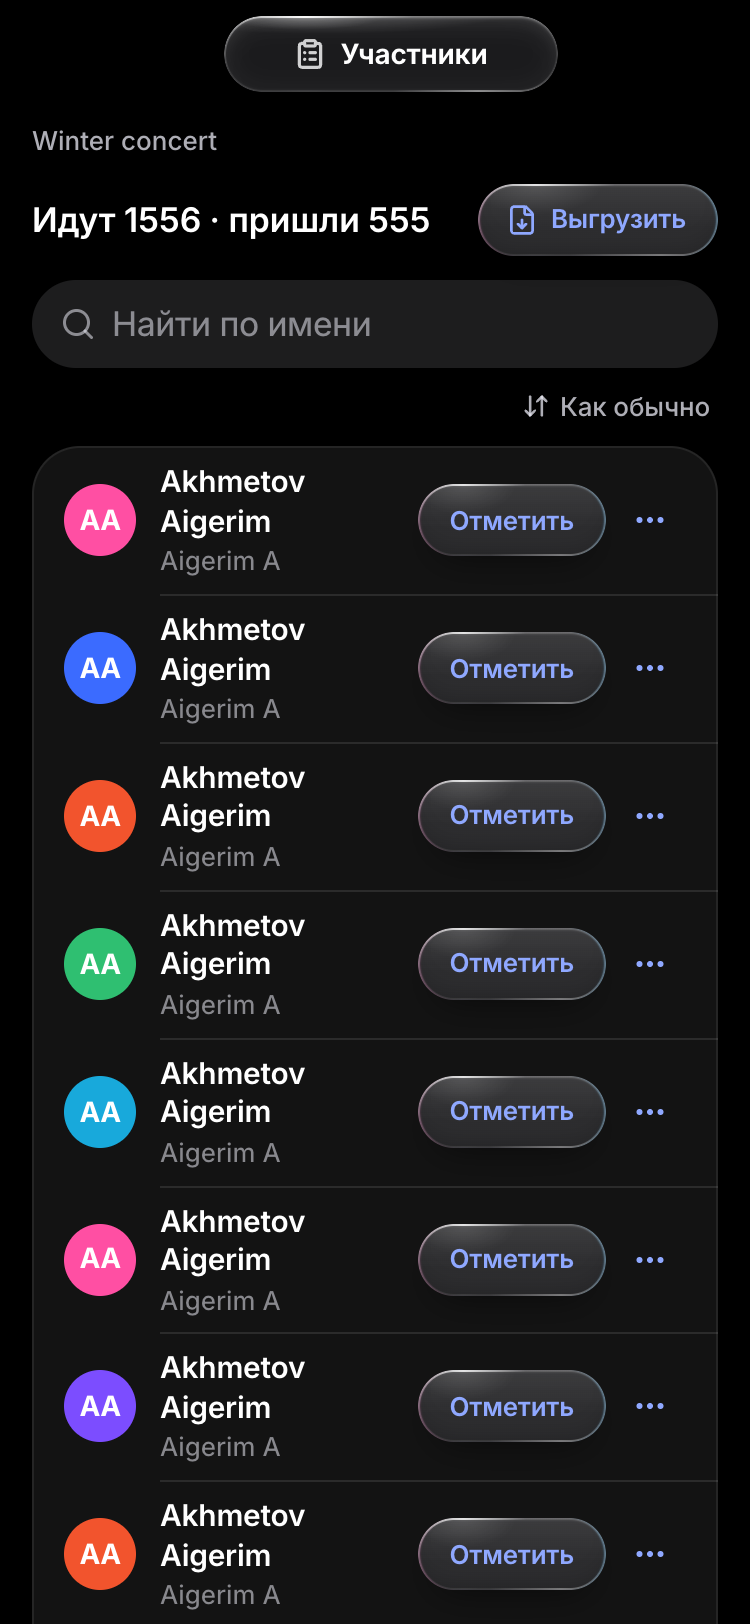 Участники
Winter concert
Идут 1556 · пришли 555
Выгрузить
Найти по имени
Как обычно
AA
Akhmetov
Aigerim
Aigerim A
Отметить
AA
Akhmetov
Aigerim
Aigerim A
Отметить
AA
Akhmetov
Aigerim
Aigerim A
Отметить
AA
Akhmetov
Aigerim
Aigerim A
Отметить
AA
Akhmetov
Aigerim
Aigerim A
Отметить
AA
Akhmetov
Aigerim
Aigerim A
Отметить
AA
Akhmetov
Aigerim
Aigerim A
Отметить
AA
Akhmetov
Aigerim
Aigerim A
Отметить